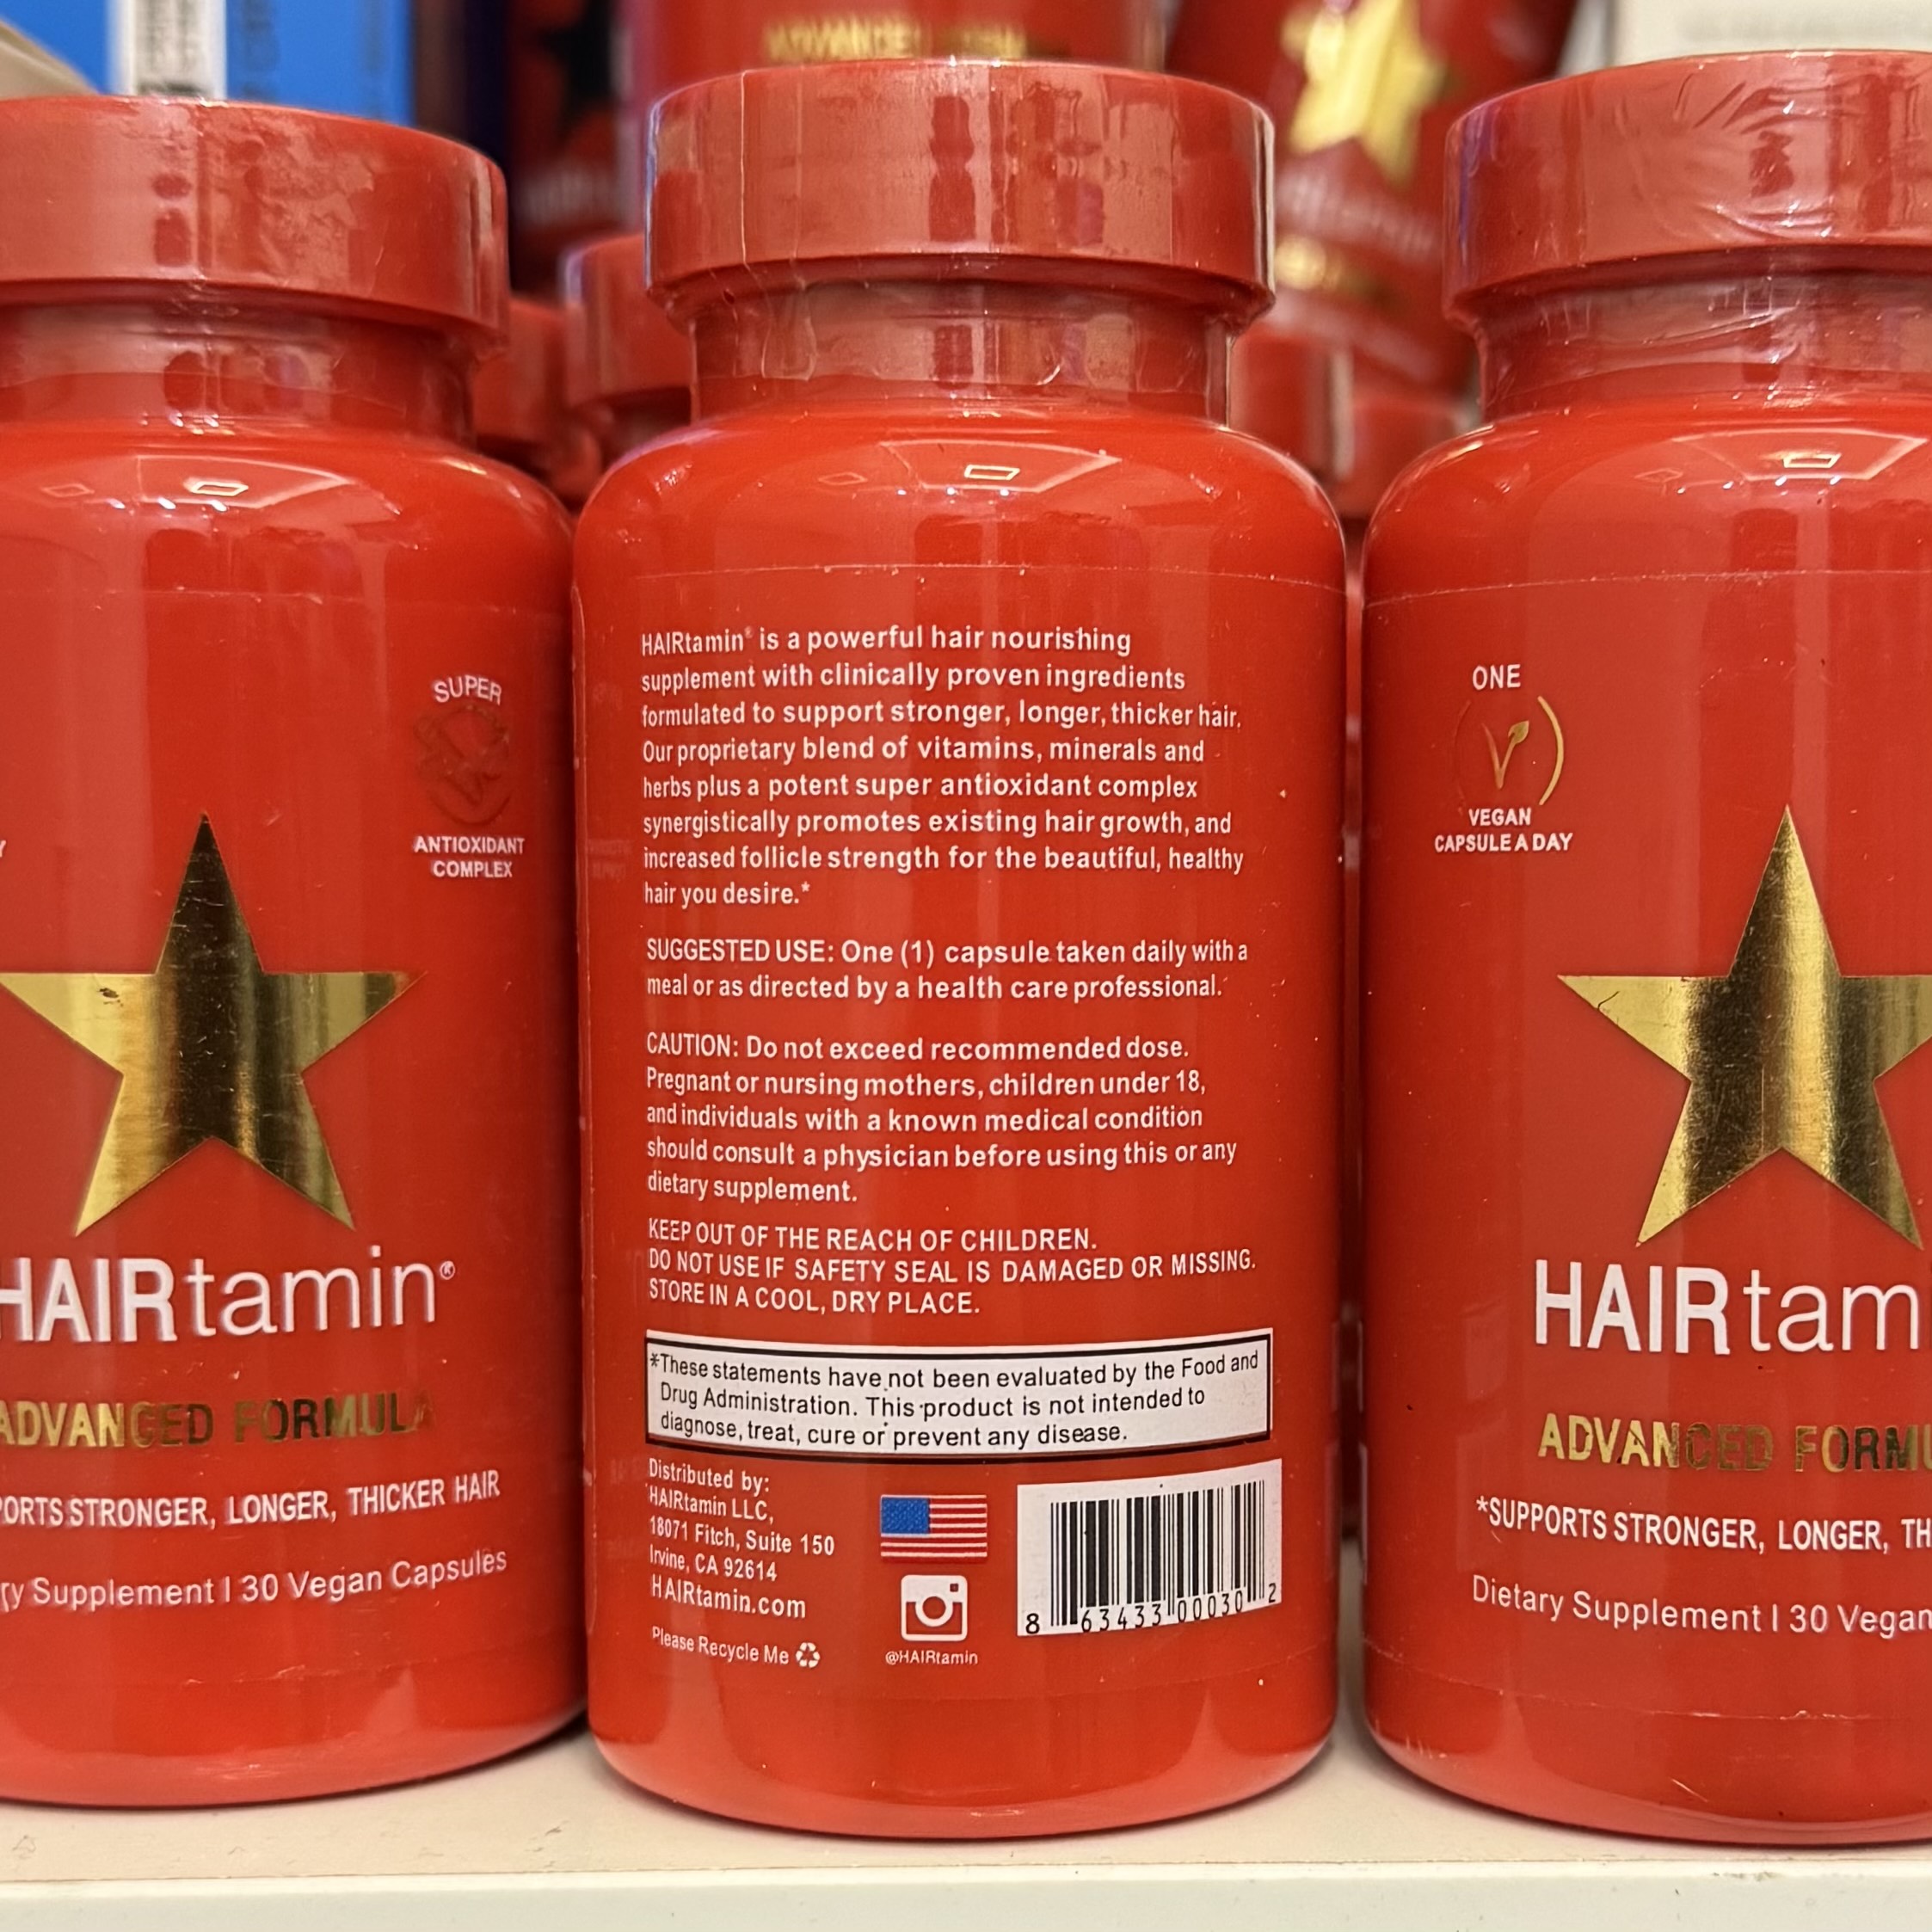 ADVANCED
SUPER
ANTIOXIDANT
COMPLEX
HAIRtamin®
ADVANCED FORMULA
STRONGER, LONGER, THICKER HAIR
Supplement | 30 Vegan Capsules
HAIRtamin® is a powerful hair nourishing
supplement with clinically proven ingredients
formulated to support stronger, longer, thicker hair.
Our proprietary blend of vitamins, minerals and
herbs plus a potent super antioxidant complex
synergistically promotes existing hair growth, and
increased follicle strength for the beautiful, healthy
hair you desire.*
SUGGESTED USE: One (1) capsule taken daily with a
meal or as directed by a health care professional.
CAUTION: Do not exceed recommended dose.
Pregnant or nursing mothers, children under 18,
and individuals with a known medical condition
should consult a physician before using this or any
dietary supplement.
KEEP OUT OF THE REACH OF CHILDREN.
DO NOT USE IF SAFETY SEAL IS DAMAGED OR MISSING.
STORE IN A COOL, DRY PLACE.
*These statements have not been evaluated by the Food and
Drug Administration. This product is not intended to
diagnose, treat, cure or prevent any disease.
Distributed by:
HAIRtamin LLC,
18071 Fitch, Suite 150
Irvine, CA 92614
HAIRtamin.com
Please Recycle Me
@HAIRtamin
8 63433 00030 2
ONE
VEGAN
CAPSULE A DAY
HAIRtam
ADVANCED FORMU
*SUPPORTS STRONGER, LONGER, TH
Dietary Supplement | 30 Vegan